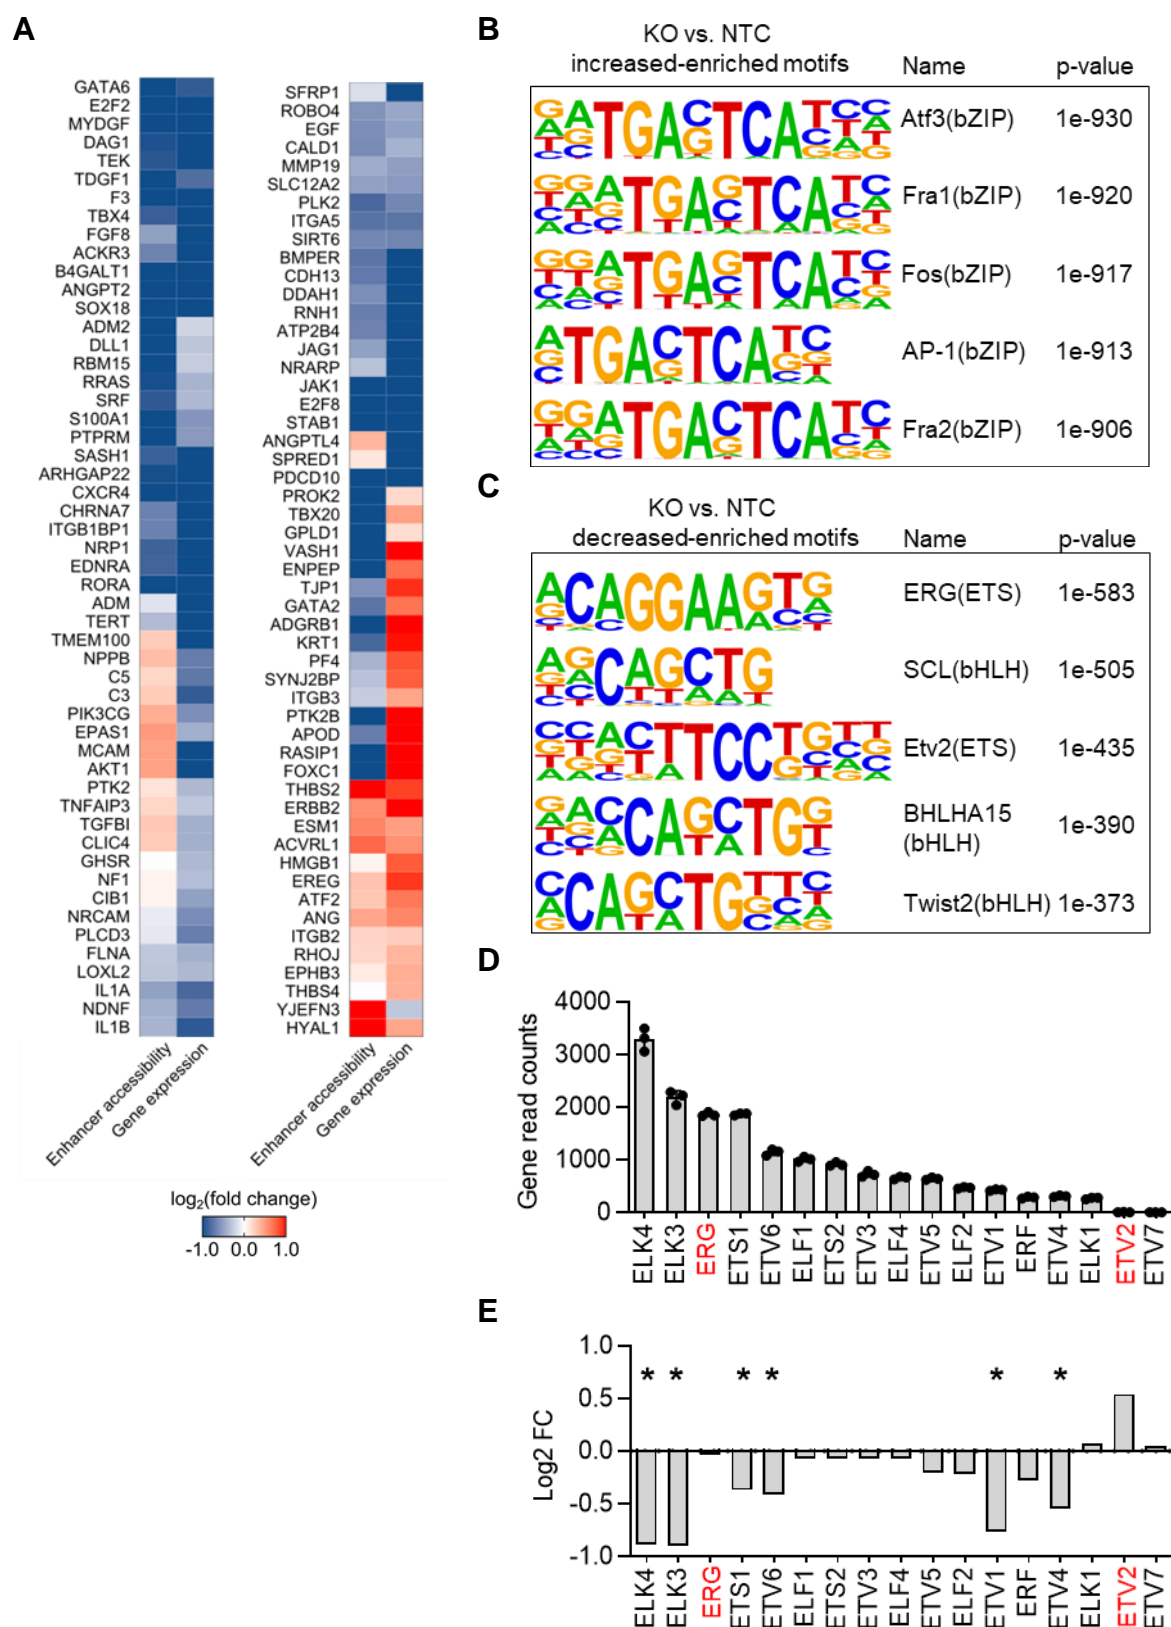 A
GATA6
E2F2
MYDGF
DAG1
TEK
TDGF1
F3
TBX4
FGF8
ACKR3
B4GALT1
ANGPT2
SOX18
ADM2
DLL1
RBM15
RRAS
SRF
S100A1
PTPRM
SASH1
ARHGAP22
CXCR4
CHRNA7
ITGB1BP1
NRP1
EDNRA
RORA
ADM
TERT
TMEM100
NPPB
C5
C3
PIK3CG
EPAS1
MCAM
AKT1
PTK2
TNFAIP3
TGFBI
CLIC4
GHSR
NF1
CIB1
NRCAM
PLCD3
FLNA
LOXL2
IL1A
NDNF
IL1B
Enhancer accessibility
Gene expression
SFRP1
ROBO4
EGF
CALD1
MMP19
SLC12A2
PLK2
ITGA5
SIRT6
BMPER
CDH13
DDAH1
RNH1
ATP2B4
JAG1
NRARP
JAK1
E2F8
STAB1
ANGPTL4
SPRED1
PDCD10
PROK2
TBX20
GPLD1
VASH1
ENPEP
TJP1
GATA2
ADGRB1
KRT1
PF4
SYNJ2BP
ITGB3
PTK2B
APOD
RASIP1
FOXC1
THBS2
ERBB2
ESM1
ACVRL1
HMGB1
EREG
ATF2
ANG
ITGB2
RHOJ
EPHB3
THBS4
YJEFN3
HYAL1
Enhancer accessibility
Gene expression
log2(fold change)
-1.0 0.0 1.0
B
KO vs. NTC
increased-enriched motifs
Name p-value
Atf3(bZIP) 1e-930
Fra1(bZIP) 1e-920
Fos(bZIP) 1e-917
AP-1(bZIP) 1e-913
Fra2(bZIP) 1e-906
C
KO vs. NTC
decreased-enriched motifs
Name p-value
ERG(ETS) 1e-583
SCL(bHLH) 1e-505
Etv2(ETS) 1e-435
BHLHA15
(bHLH) 1e-390
Twist2(bHLH) 1e-373
D
Gene read counts
4000
3000
2000
1000
0
ELK4 ELK3 ERG ETS1 ETV6 ELF1 ETS2 ETV3 ELF4 ETV5 ELF2 ETV1 ERF ETV4 ELK1 ETV2 ETV7
E
Log2 FC
1.0
0.5
0.0
-0.5
-1.0
* * * * * *
ELK4 ELK3 ERG ETS1 ETV6 ELF1 ETS2 ETV3 ELF4 ETV5 ELF2 ETV1 ERF ETV4 ELK1 ETV2 ETV7